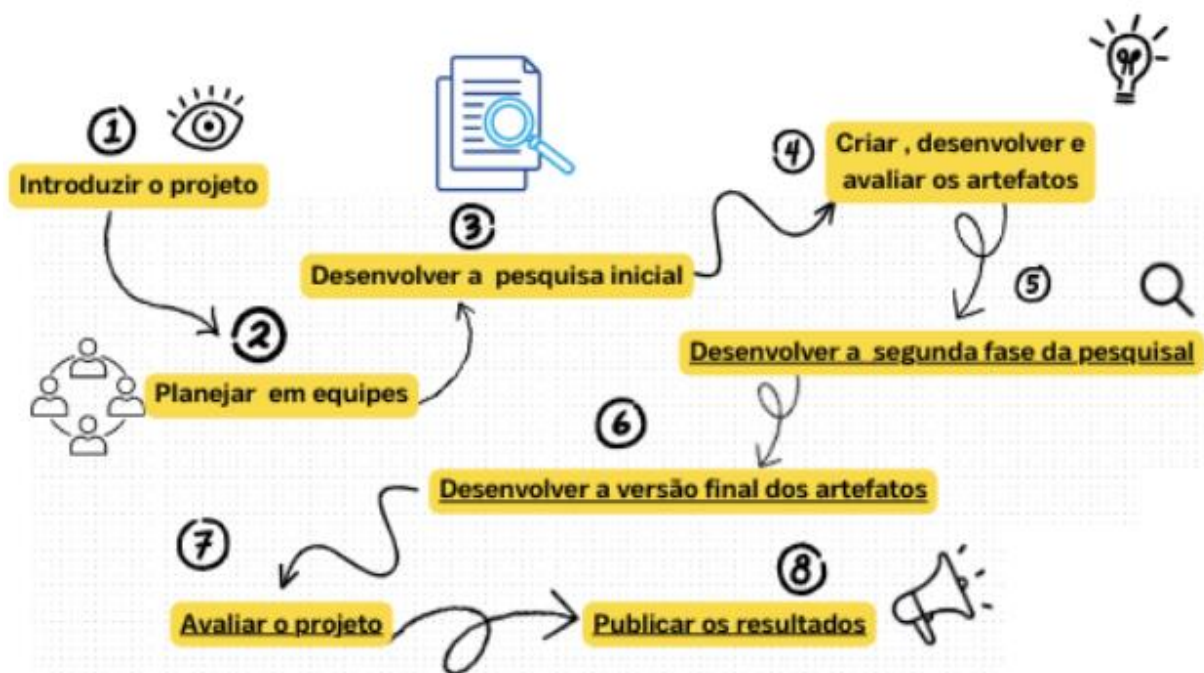 1
Introduzir o projeto
2
Planejar em equipes
3
Desenvolver a pesquisa inicial
4
Criar , desenvolver e
avaliar os artefatos
5
Desenvolver a segunda fase da pesquisal
6
Desenvolver a versão final dos artefatos
7
Avaliar o projeto
8
Publicar os resultados